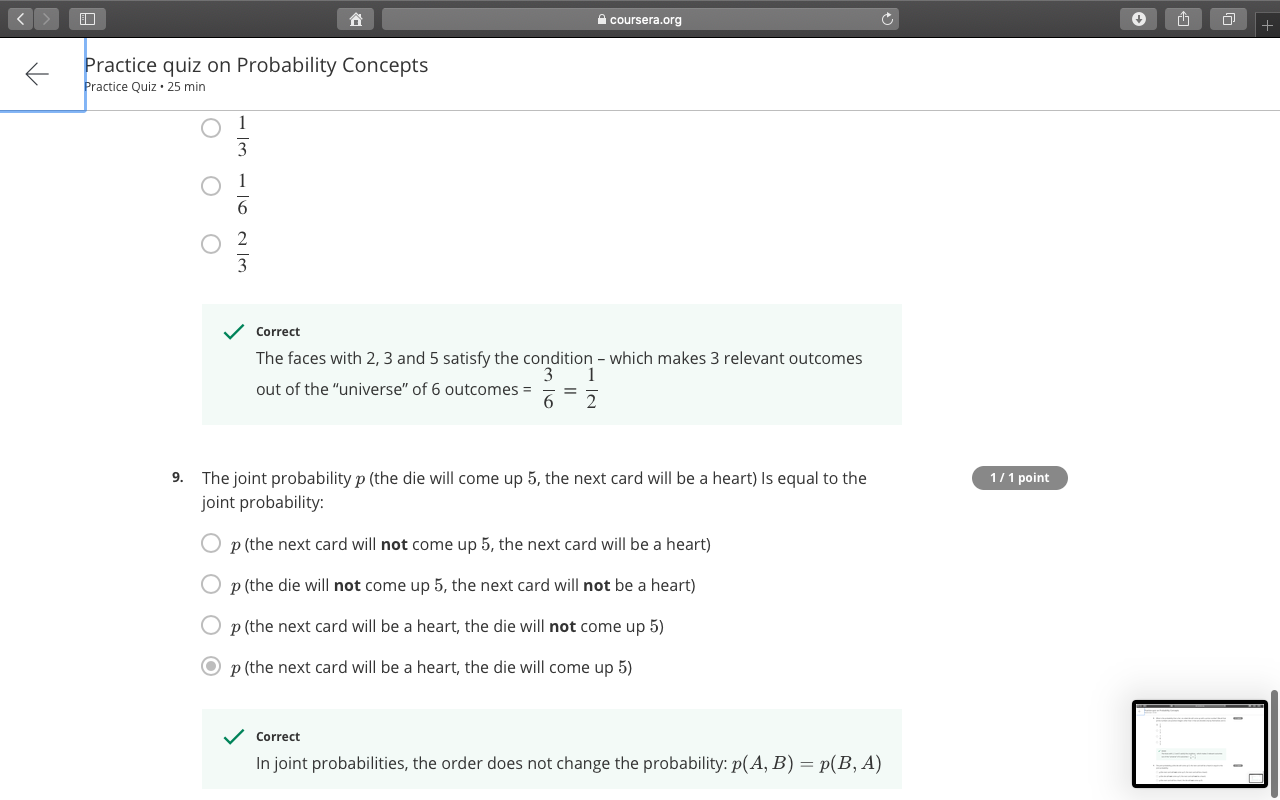 coursera.org
Practice quiz on Probability Concepts
Practice Quiz • 25 min
1/3
1/6
2/3
Correct
The faces with 2, 3 and 5 satisfy the condition – which makes 3 relevant outcomes
out of the “universe” of 6 outcomes = 3/6 = 1/2
9. The joint probability p (the die will come up 5, the next card will be a heart) Is equal to the 1 / 1 point
joint probability:
p (the next card will not come up 5, the next card will be a heart)
p (the die will not come up 5, the next card will not be a heart)
p (the next card will be a heart, the die will not come up 5)
p (the next card will be a heart, the die will come up 5)
Correct
In joint probabilities, the order does not change the probability: p(A, B) = p(B, A)